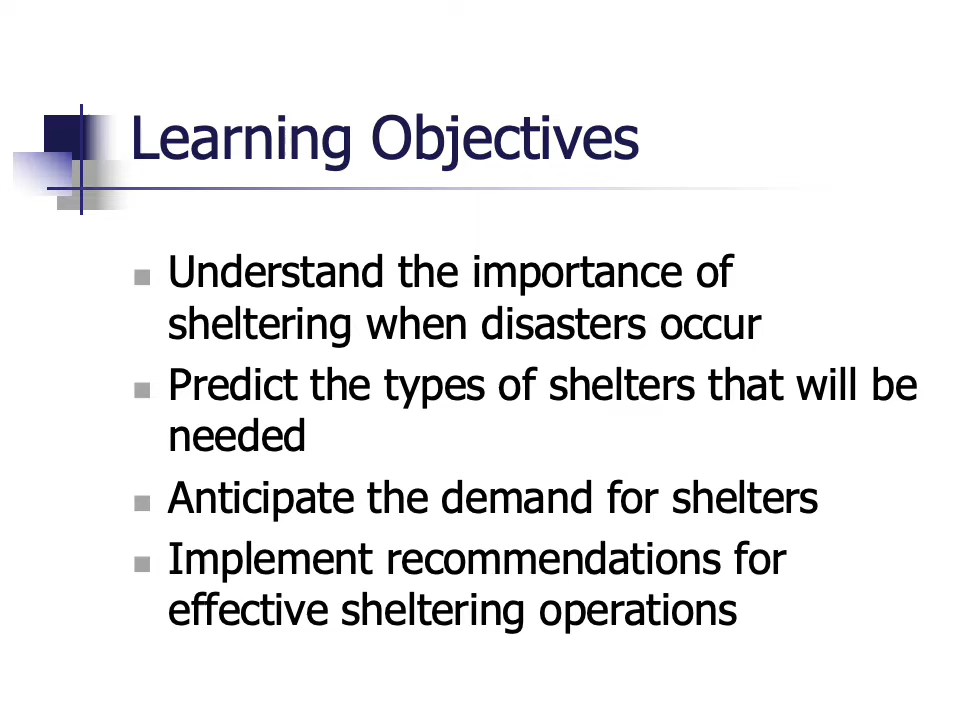 Learning Objectives
Understand the importance of
sheltering when disasters occur
Predict the types of shelters that will be
needed
Anticipate the demand for shelters
Implement recommendations for
effective sheltering operations